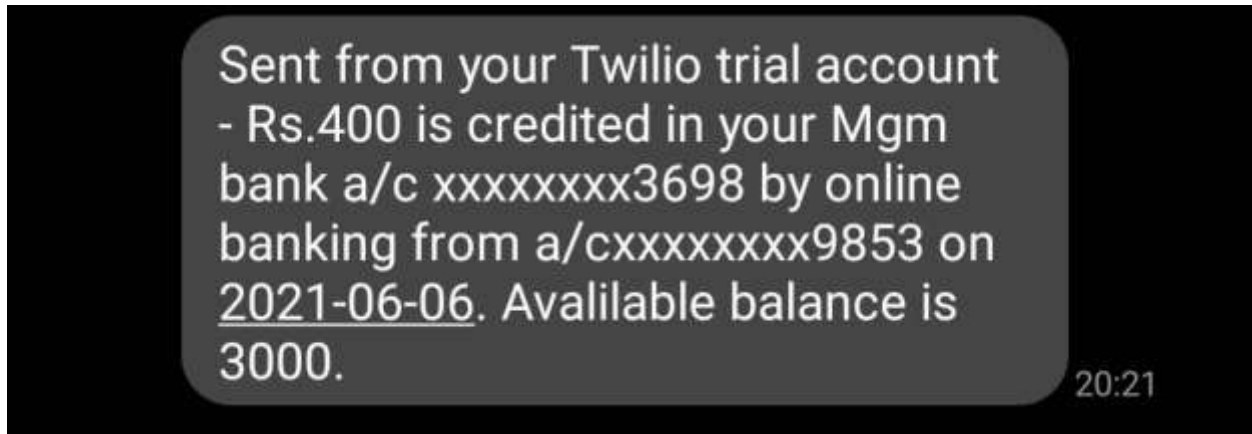 Sent from your Twilio trial account
- Rs.400 is credited in your Mgm
bank a/c xxxxxxxx3698 by online
banking from a/cxxxxxxxx9853 on
2021-06-06. Avalilable balance is
3000.
20:21